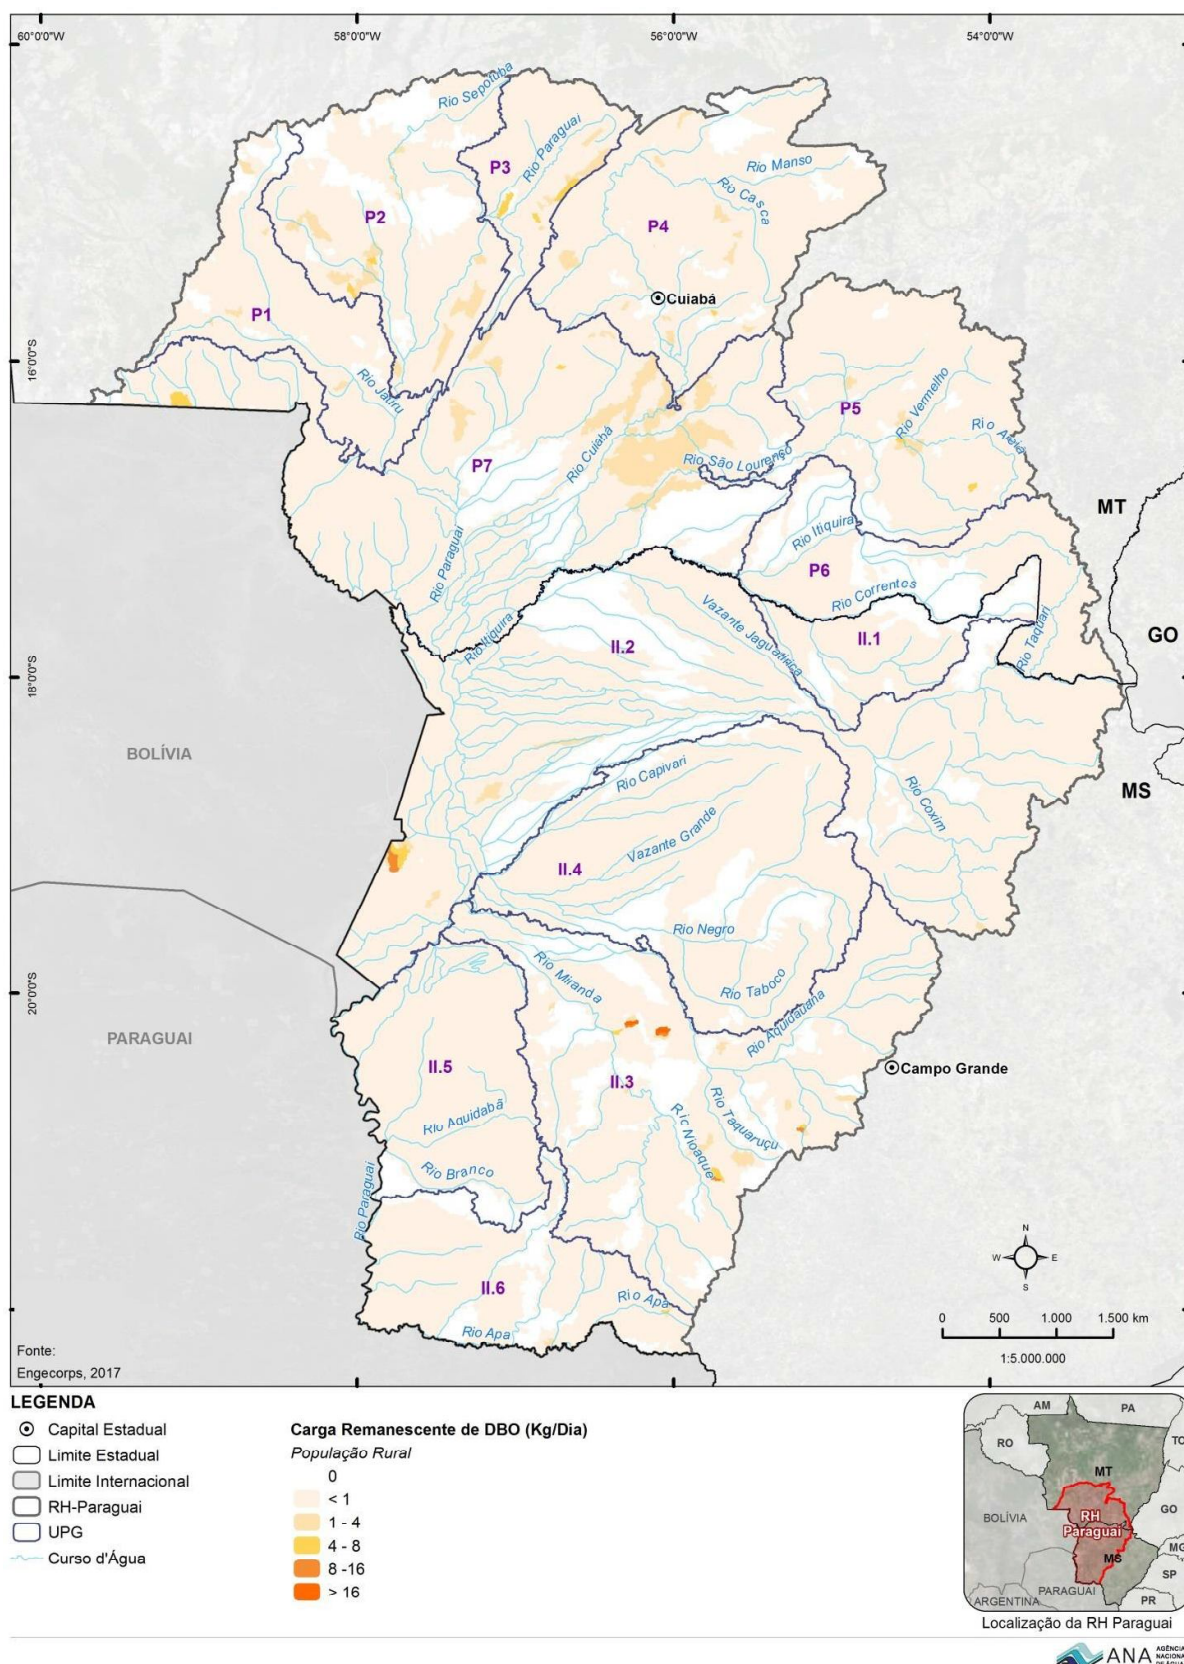 60°0'0"W
58°0'0"W
56°0'0"W
54°0'0"W
Rio Sepotuba
P3
Rio Paraguai
Rio Manso
Rio Casca
P2
P4
Cuiabá
P1
16°0'0"S
Rio Jauru
P5
Rio Vermelho
Rio Areia
Rio Cuiabá
Rio São Lourenço
P7
MT
Rio Itiquira
Rio Paraguai
P6
Rio Correntes
Vazante Jaguatirica
Rio Itiquira
II.2
II.1
Rio Taquari
GO
18°0'0"S
BOLÍVIA
Rio Capivari
MS
Rio Coxim
Vazante Grande
II.4
Rio Negro
Rio Miranda
Rio Taboco
20°0'0"S
Rio Aquidauana
PARAGUAI
II.5
II.3
Campo Grande
Rio Aquidabã
Rio Taquaruçu
Rio Nioaque
Rio Branco
Rio Paraguai
N
W
E
S
II.6
Rio Apa
Rio Apa
0 500 1.000 1.500 km
1:5.000.000
Fonte:
Engecorps, 2017
LEGENDA
Capital Estadual
Limite Estadual
Limite Internacional
RH-Paraguai
UPG
Curso d'Água
Carga Remanescente de DBO (Kg/Dia)
População Rural
0
< 1
1 - 4
4 - 8
8 -16
> 16
AM
PA
RO
TO
MT
BOLÍVIA
GO
RH
Paraguai
MS
MG
SP
PARAGUAI
ARGENTINA
PR
Localização da RH Paraguai
ANA
AGÊNCIA
NACIONAL